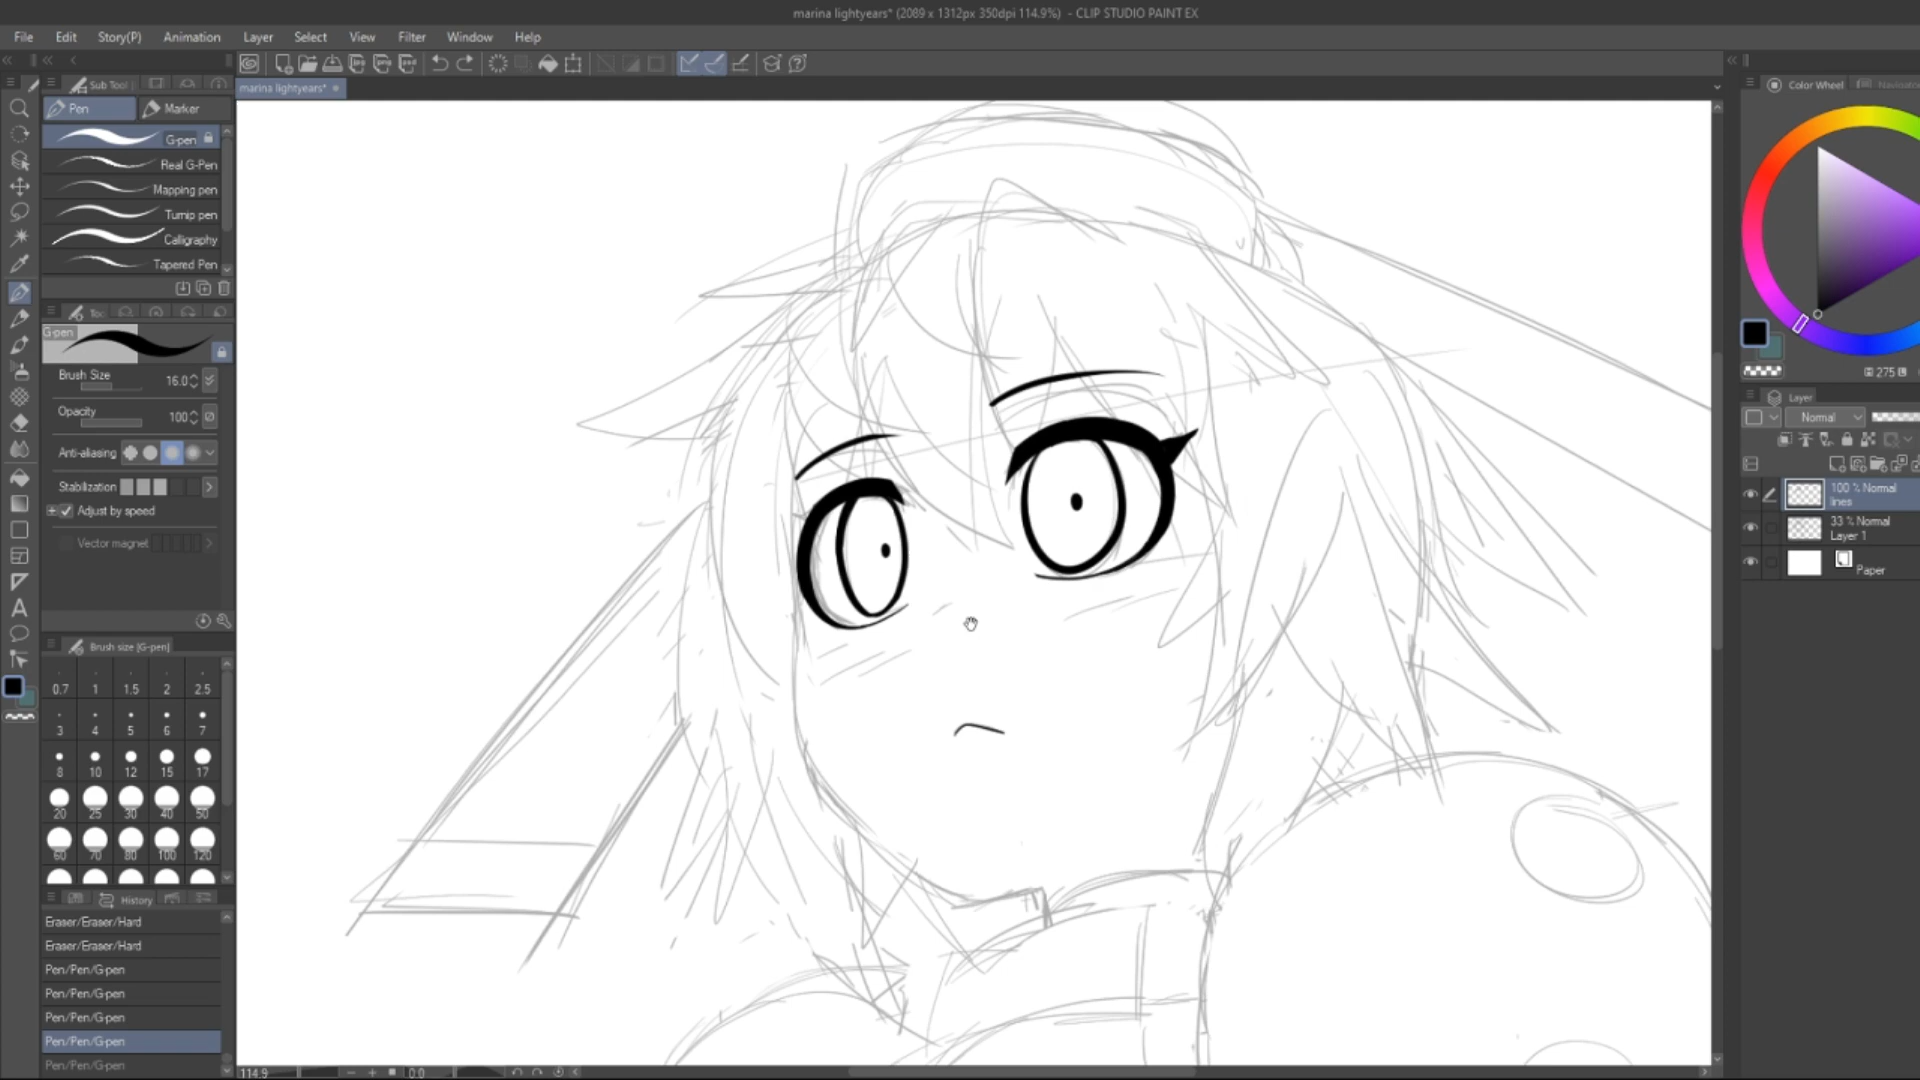 marina lightyears* (2089 x 1312px 350dpi 114.9%) - CLIP STUDIO PAINT EX
File Edit Story(P) Animation Layer Select View Filter Window Help
Sub Tool
marina lightyears*
Color Wheel
Pen Marker
G-pen
Real G-Pen
Mapping pen
Turnip pen
Calligraphy
Tapered Pen
G-pen
Brush Size 16.0
Opacity 100
Anti-aliasing
Stabilization
Adjust by speed
Vector magnet
Brush size [G-pen]
0.7 1 1.5 2 2.5
3 4 5 6 7
8 10 12 15 17
20 25 30 40 50
60 70 80 100 120
History
Eraser/Eraser/Hard
Eraser/Eraser/Hard
Pen/Pen/G-pen
Pen/Pen/G-pen
Pen/Pen/G-pen
Pen/Pen/G-pen
Pen/Pen/G-pen
114.9 0.0
275
Layer
Normal
100 % Normal
lines
33 % Normal
Layer 1
Paper